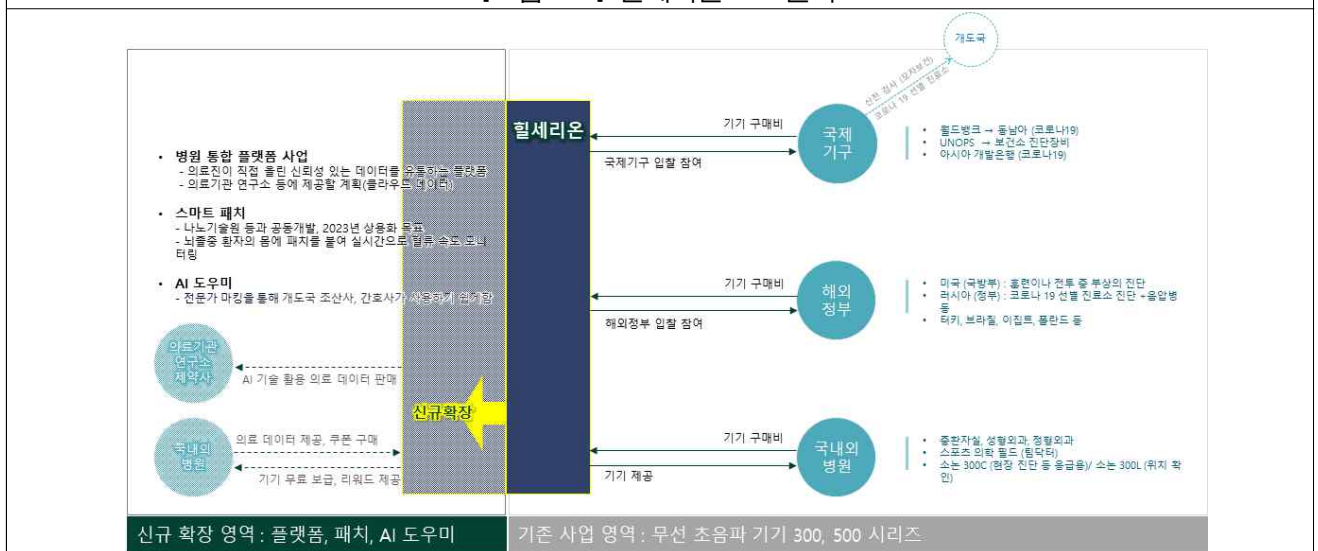 개도국
산전 검사 (모자보건)
코로나 19 선별 진료소
힐세리온
기기 구매비
국제기구 입찰 참여
국제
기구
• 월드뱅크 → 동남아 (코로나19)
• UNOPS → 보건소 진단장비
• 아시아 개발은행 (코로나19)
• 병원 통합 플랫폼 사업
- 의료진이 직접 올린 신뢰성 있는 데이터를 유통하는 플랫폼
- 의료기관 연구소 등에 제공할 계획(클라우드 데이터)
• 스마트 패치
- 나노기술원 등과 공동개발, 2023년 상용화 목표
- 뇌졸중 환자의 몸에 패치를 붙여 실시간으로 혈류 속도 모니
터링
• AI 도우미
- 전문가 마킹을 통해 개도국 조산사, 간호사가 사용하기 쉽게함
기기 구매비
해외정부 입찰 참여
해외
정부
• 미국 (국방부) : 훈련이나 전투 중 부상의 진단
• 러시아 (정부) : 코로나 19 선별 진료소 진단 +음압병
동
• 터키, 브라질, 이집트, 폴란드 등
의료기관
연구소
제약사
AI 기술 활용 의료 데이터 판매
신규확장
국내외
병원
의료 데이터 제공, 쿠폰 구매
기기 무료 보급, 리워드 제공
기기 구매비
기기 제공
국내외
병원
• 중환자실, 성형외과, 정형외과
• 스포츠 의학 필드 (팀닥터)
• 소논 300C (현장 진단 등 응급용)/ 소논 300L (위치 확
인)
신규 확장 영역 : 플랫폼, 패치, AI 도우미
기존 사업 영역 : 무선 초음파 기기 300, 500 시리즈